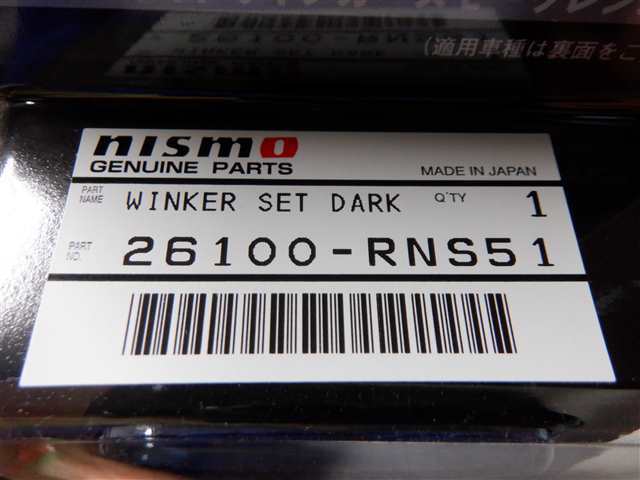 (適用車種は裏面をご
nismo
GENUINE PARTS
MADE IN JAPAN
PART NAME WINKER SET DARK Q'TY 1
PART NO. 26100-RNS51